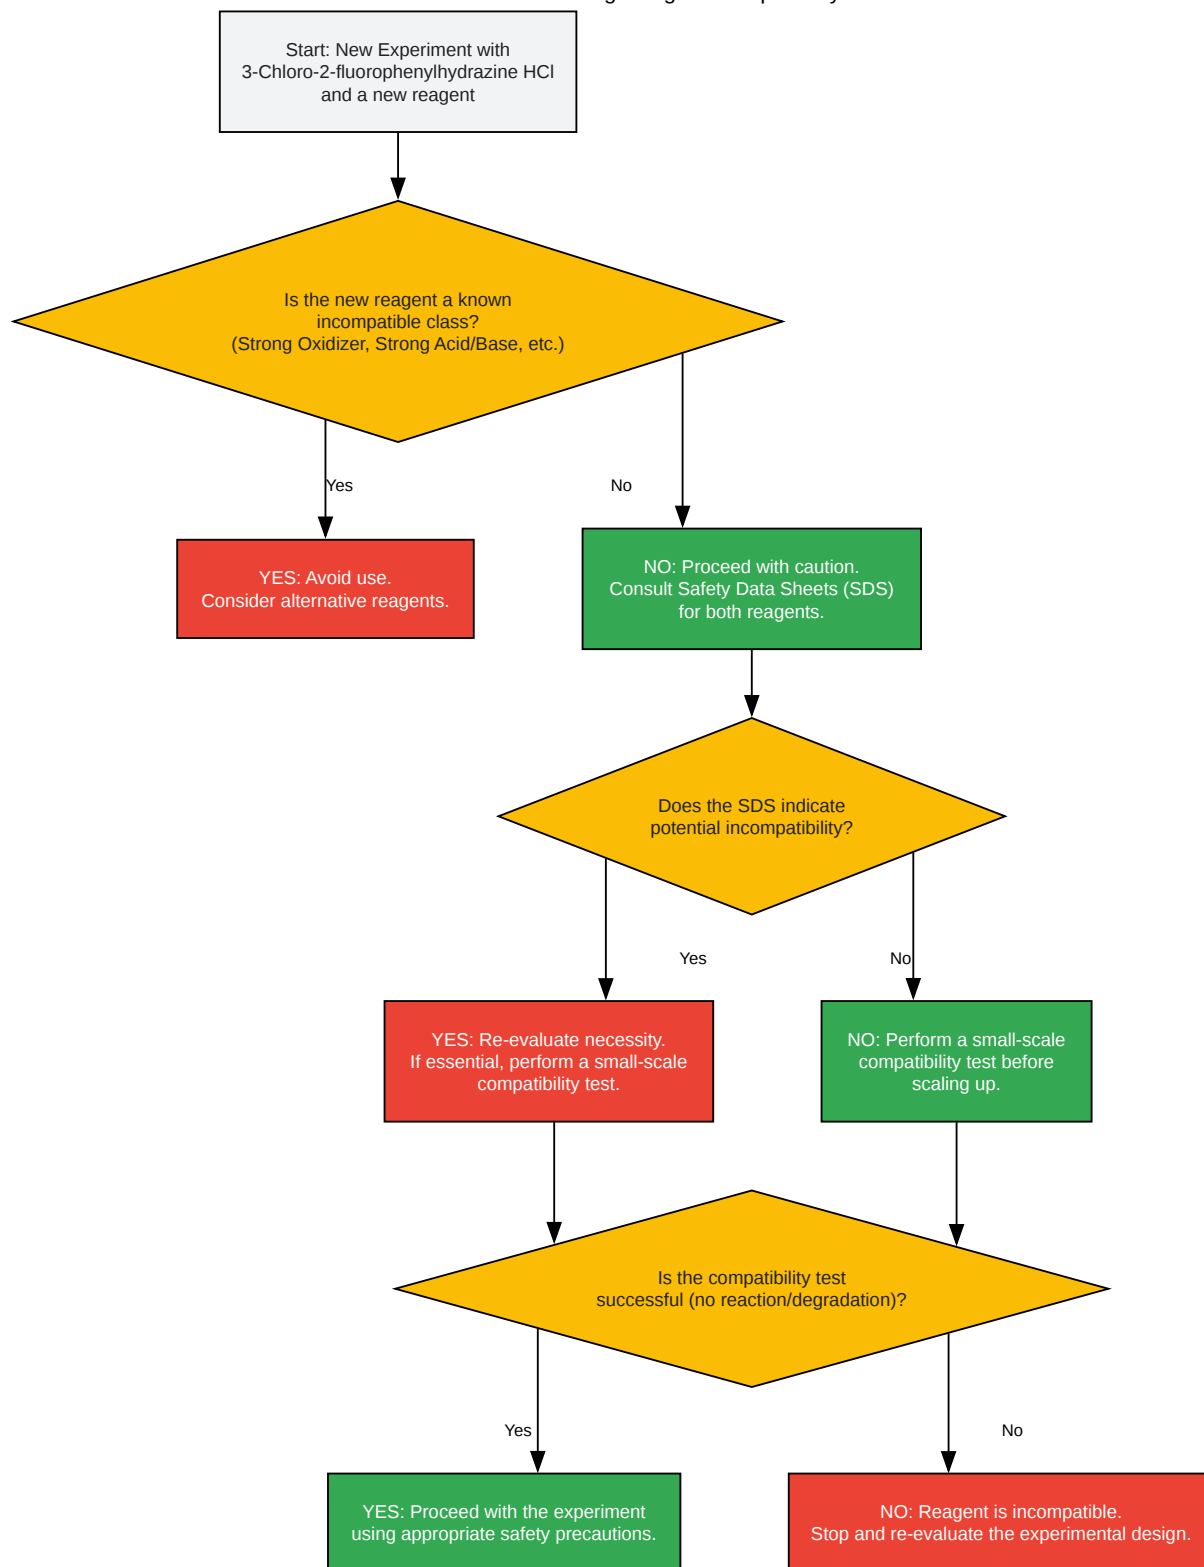 Start: New Experiment with
3-Chloro-2-fluorophenylhydrazine HCl
and a new reagent
Is the new reagent a known
incompatible class?
(Strong Oxidizer, Strong Acid/Base, etc.)
Yes
No
YES: Avoid use.
Consider alternative reagents.
NO: Proceed with caution.
Consult Safety Data Sheets (SDS)
for both reagents.
Does the SDS indicate
potential incompatibility?
Yes
No
YES: Re-evaluate necessity.
If essential, perform a small-scale
compatibility test.
NO: Perform a small-scale
compatibility test before
scaling up.
Is the compatibility test
successful (no reaction/degradation)?
Yes
No
YES: Proceed with the experiment
using appropriate safety precautions.
NO: Reagent is incompatible.
Stop and re-evaluate the experimental design.